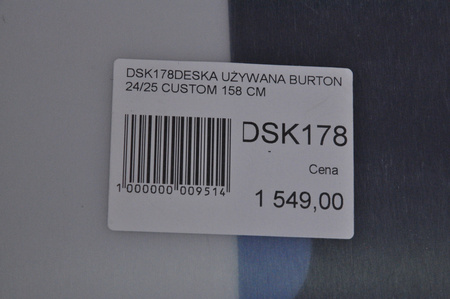 DSK178DESKA UŻYWANA BURTON
24/25 CUSTOM 158 CM
DSK178
Cena
1 549,00
1 000000 009514